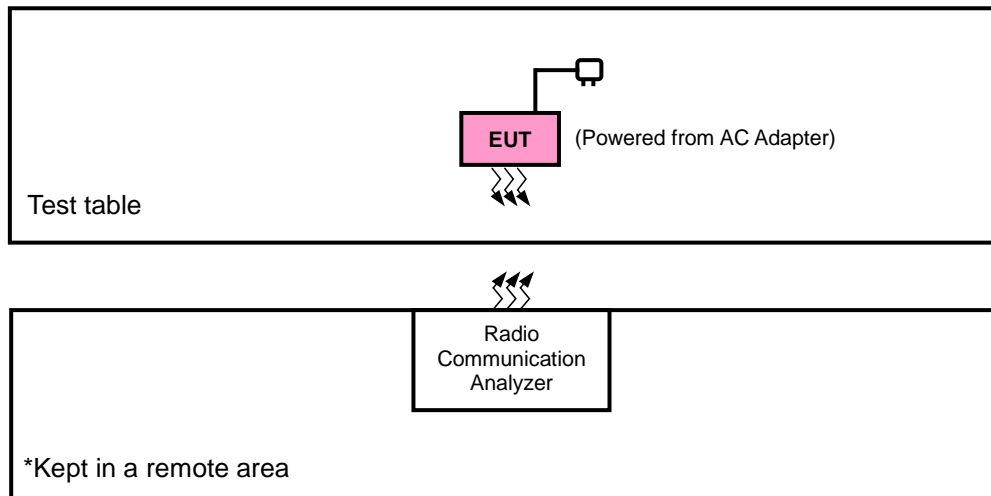 EUT
(Powered from AC Adapter)
Test table
Radio
Communication
Analyzer
*Kept in a remote area